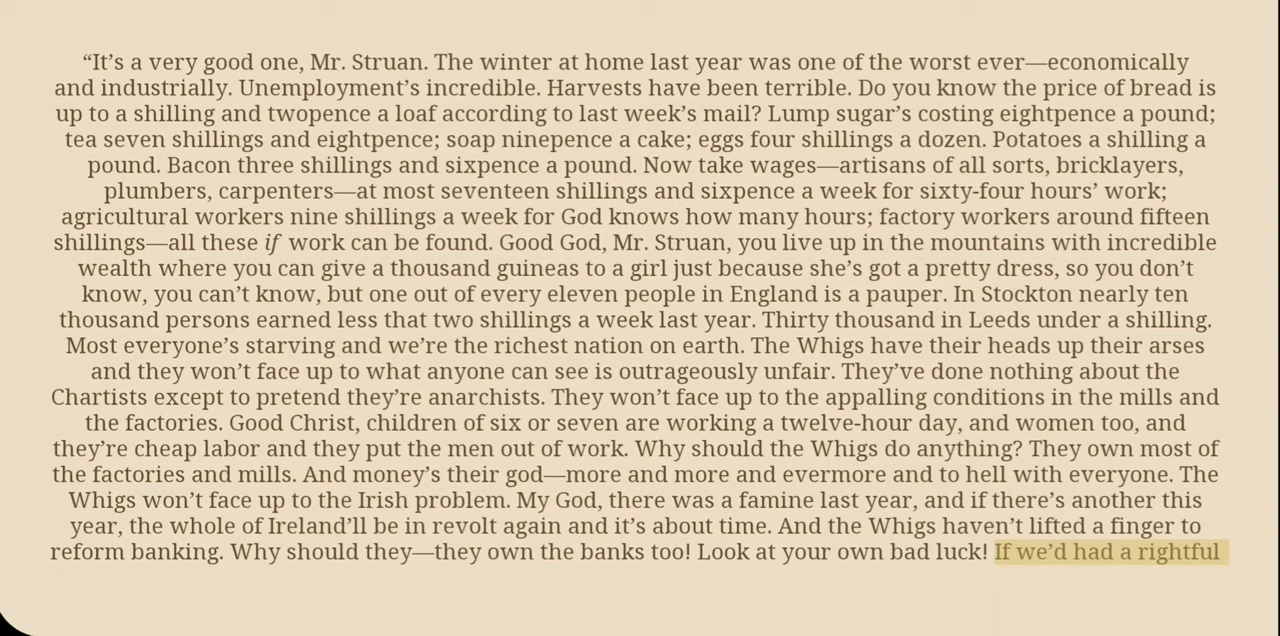 “It’s a very good one, Mr. Struan. The winter at home last year was one of the worst ever—economically
and industrially. Unemployment’s incredible. Harvests have been terrible. Do you know the price of bread is
up to a shilling and twopence a loaf according to last week’s mail? Lump sugar’s costing eightpence a pound;
tea seven shillings and eightpence; soap ninepence a cake; eggs four shillings a dozen. Potatoes a shilling a
pound. Bacon three shillings and sixpence a pound. Now take wages—artisans of all sorts, bricklayers,
plumbers, carpenters—at most seventeen shillings and sixpence a week for sixty-four hours’ work;
agricultural workers nine shillings a week for God knows how many hours; factory workers around fifteen
shillings—all these if work can be found. Good God, Mr. Struan, you live up in the mountains with incredible
wealth where you can give a thousand guineas to a girl just because she’s got a pretty dress, so you don’t
know, you can’t know, but one out of every eleven people in England is a pauper. In Stockton nearly ten
thousand persons earned less that two shillings a week last year. Thirty thousand in Leeds under a shilling.
Most everyone’s starving and we’re the richest nation on earth. The Whigs have their heads up their arses
and they won’t face up to what anyone can see is outrageously unfair. They’ve done nothing about the
Chartists except to pretend they’re anarchists. They won’t face up to the appalling conditions in the mills and
the factories. Good Christ, children of six or seven are working a twelve-hour day, and women too, and
they’re cheap labor and they put the men out of work. Why should the Whigs do anything? They own most of
the factories and mills. And money’s their god—more and more and evermore and to hell with everyone. The
Whigs won’t face up to the Irish problem. My God, there was a famine last year, and if there’s another this
year, the whole of Ireland’ll be in revolt again and it’s about time. And the Whigs haven’t lifted a finger to
reform banking. Why should they—they own the banks too! Look at your own bad luck! If we’d had a rightful